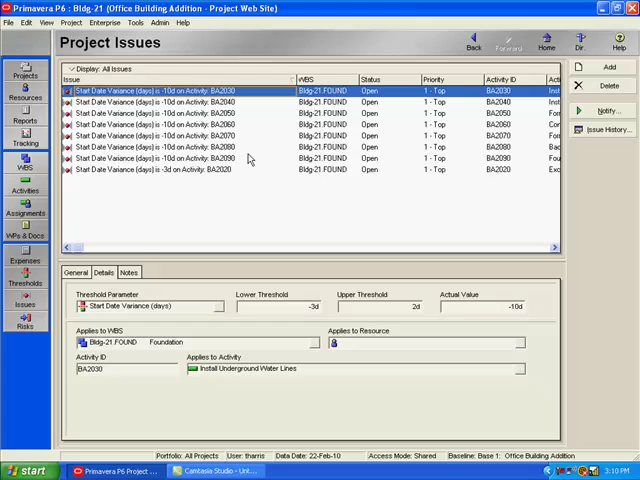 Primavera P6 : Bldg-21 (Office Building Addition - Project Web Site)
File Edit View Project Enterprise Tools Admin Help
Project Issues
Back Forward Home Dir. Help
Projects
Resources
Reports
Tracking
WBS
Activities
Assignments
WPs & Docs
Expenses
Thresholds
Issues
Risks
Display: All Issues
Issue WBS Status Priority Activity ID
Start Date Variance (days) is -10d on Activity: BA2030 Bldg-21.FOUND Open 1 - Top BA2030 Inst
Start Date Variance (days) is -10d on Activity: BA2040 Bldg-21.FOUND Open 1 - Top BA2040 Inst
Start Date Variance (days) is -10d on Activity: BA2050 Bldg-21.FOUND Open 1 - Top BA2050 For
Start Date Variance (days) is -10d on Activity: BA2060 Bldg-21.FOUND Open 1 - Top BA2060
Start Date Variance (days) is -10d on Activity: BA2070 Bldg-21.FOUND Open 1 - Top BA2070
Start Date Variance (days) is -10d on Activity: BA2080 Bldg-21.FOUND Open 1 - Top BA2080
Start Date Variance (days) is -10d on Activity: BA2090 Bldg-21.FOUND Open 1 - Top BA2090
Start Date Variance (days) is -3d on Activity: BA2020 Bldg-21.FOUND Open 1 - Top BA2020
Add
Delete
Notify...
Issue History...
General Details Notes
Threshold Parameter Lower Threshold Upper Threshold Actual Value
Start Date Variance (days) -3d 2d -10d
Applies to WBS Applies to Resource
Bldg-21.FOUND Foundation
Activity ID Applies to Activity
BA2030 Install Underground Water Lines
Portfolio: All Projects User: tharris Data Date: 22-Feb-10 Access Mode: Shared Baseline: Base 1: Office Building Addition
start Primavera P6 Project ... Camtasia Studio - Unt... 3:10 PM